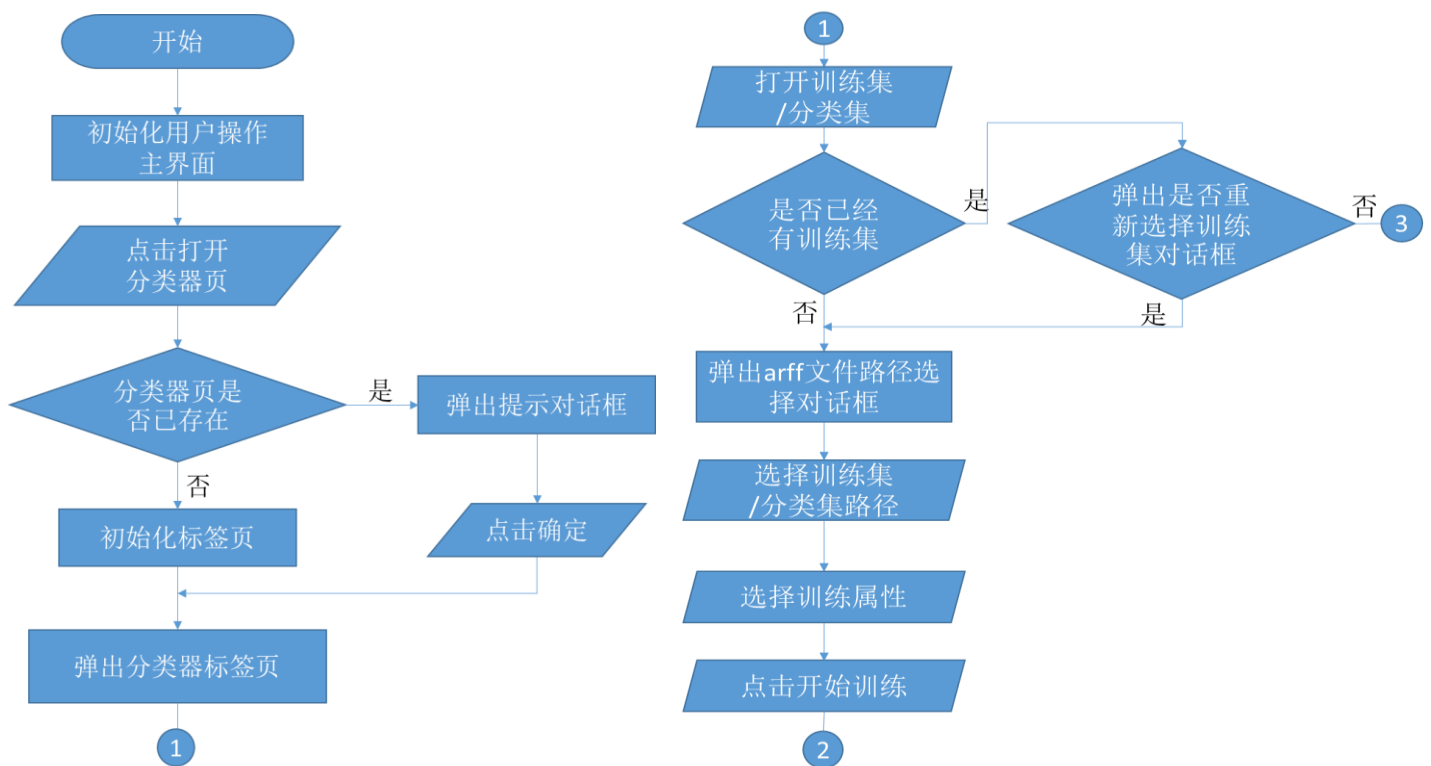 开始
初始化用户操作
主界面
点击打开
分类器页
分类器页是
否已存在
是
弹出提示对话框
否
点击确定
初始化标签页
弹出分类器标签页
1
1
打开训练集
/分类集
是否已经
有训练集
是
弹出是否重
新选择训练
集对话框
否
3
否
是
弹出arff文件路径选
择对话框
选择训练集
/分类集路径
选择训练属性
点击开始训练
2